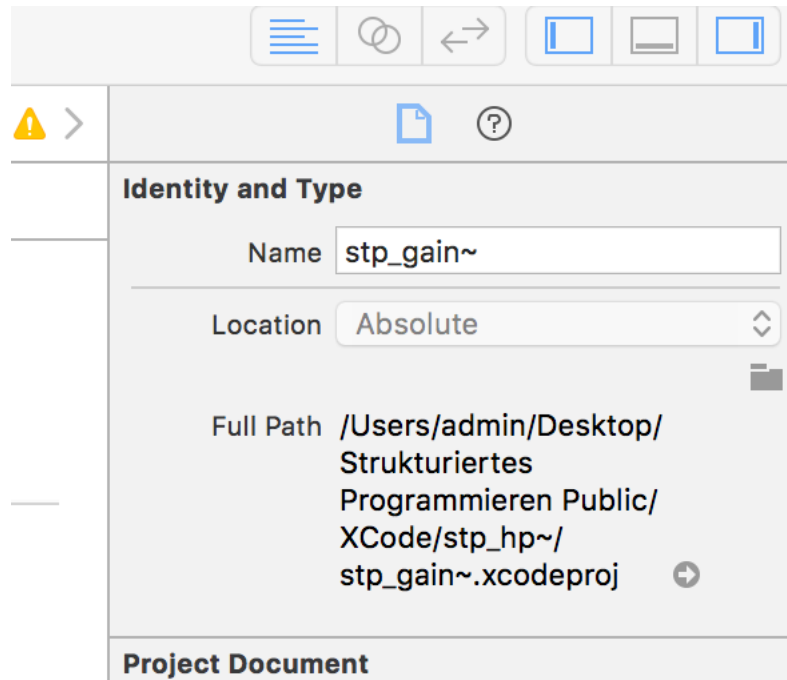 Identity and Type
Name stp_gain~
Location Absolute
Full Path /Users/admin/Desktop/
Strukturiertes
Programmieren Public/
XCode/stp_hp~/
stp_gain~.xcodeproj
Project Document